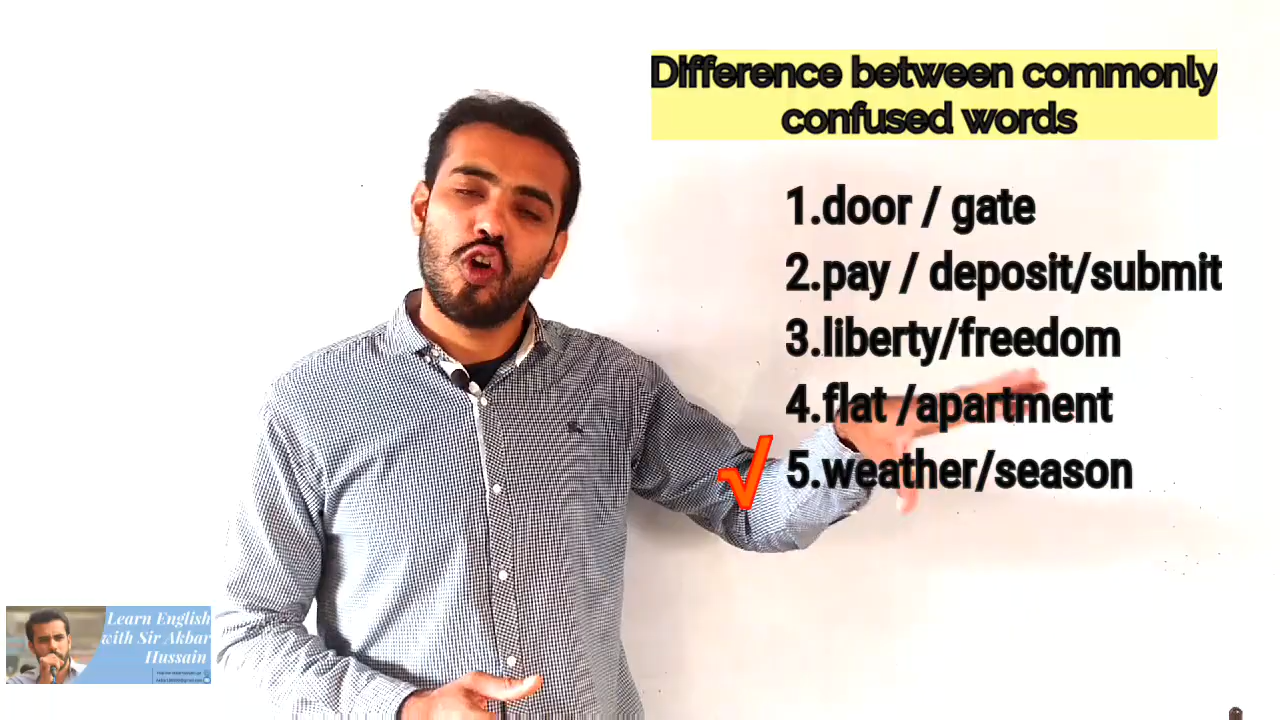 Difference between commonly
confused words
1.door / gate
2.pay / deposit/submit
3.liberty/freedom
4.flat /apartment
√ 5.weather/season
Learn English
with Sir Akbar
Hussain